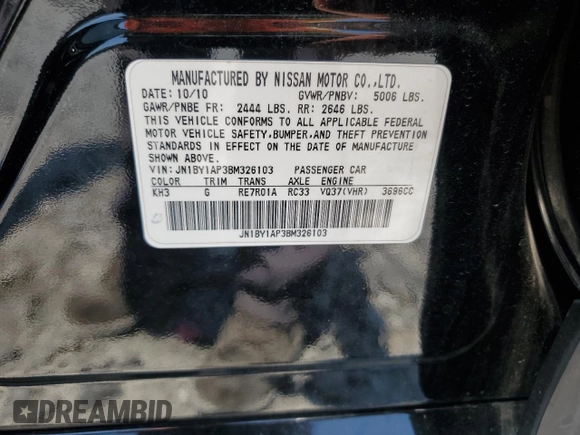 MANUFACTURED BY NISSAN MOTOR CO.,LTD.
DATE: 10/10 GVWR/PNBV: 5006 LBS.
GAWR/PNBE FR: 2444 LBS. RR: 2646 LBS.
THIS VEHICLE CONFORMS TO ALL APPLICABLE FEDERAL
MOTOR VEHICLE SAFETY,BUMPER,AND THEFT PREVENTION
STANDARDS IN EFFECT ON THE DATE OF MANUFACTURE
SHOWN ABOVE.
VIN:JN1BY1AP3BM326103 PASSENGER CAR
COLOR TRIM TRANS AXLE ENGINE
KH3 G RE7R01A RC33 VQ37(VHR) 3696CC
JN1BY1AP3BM326103
DREAMBID